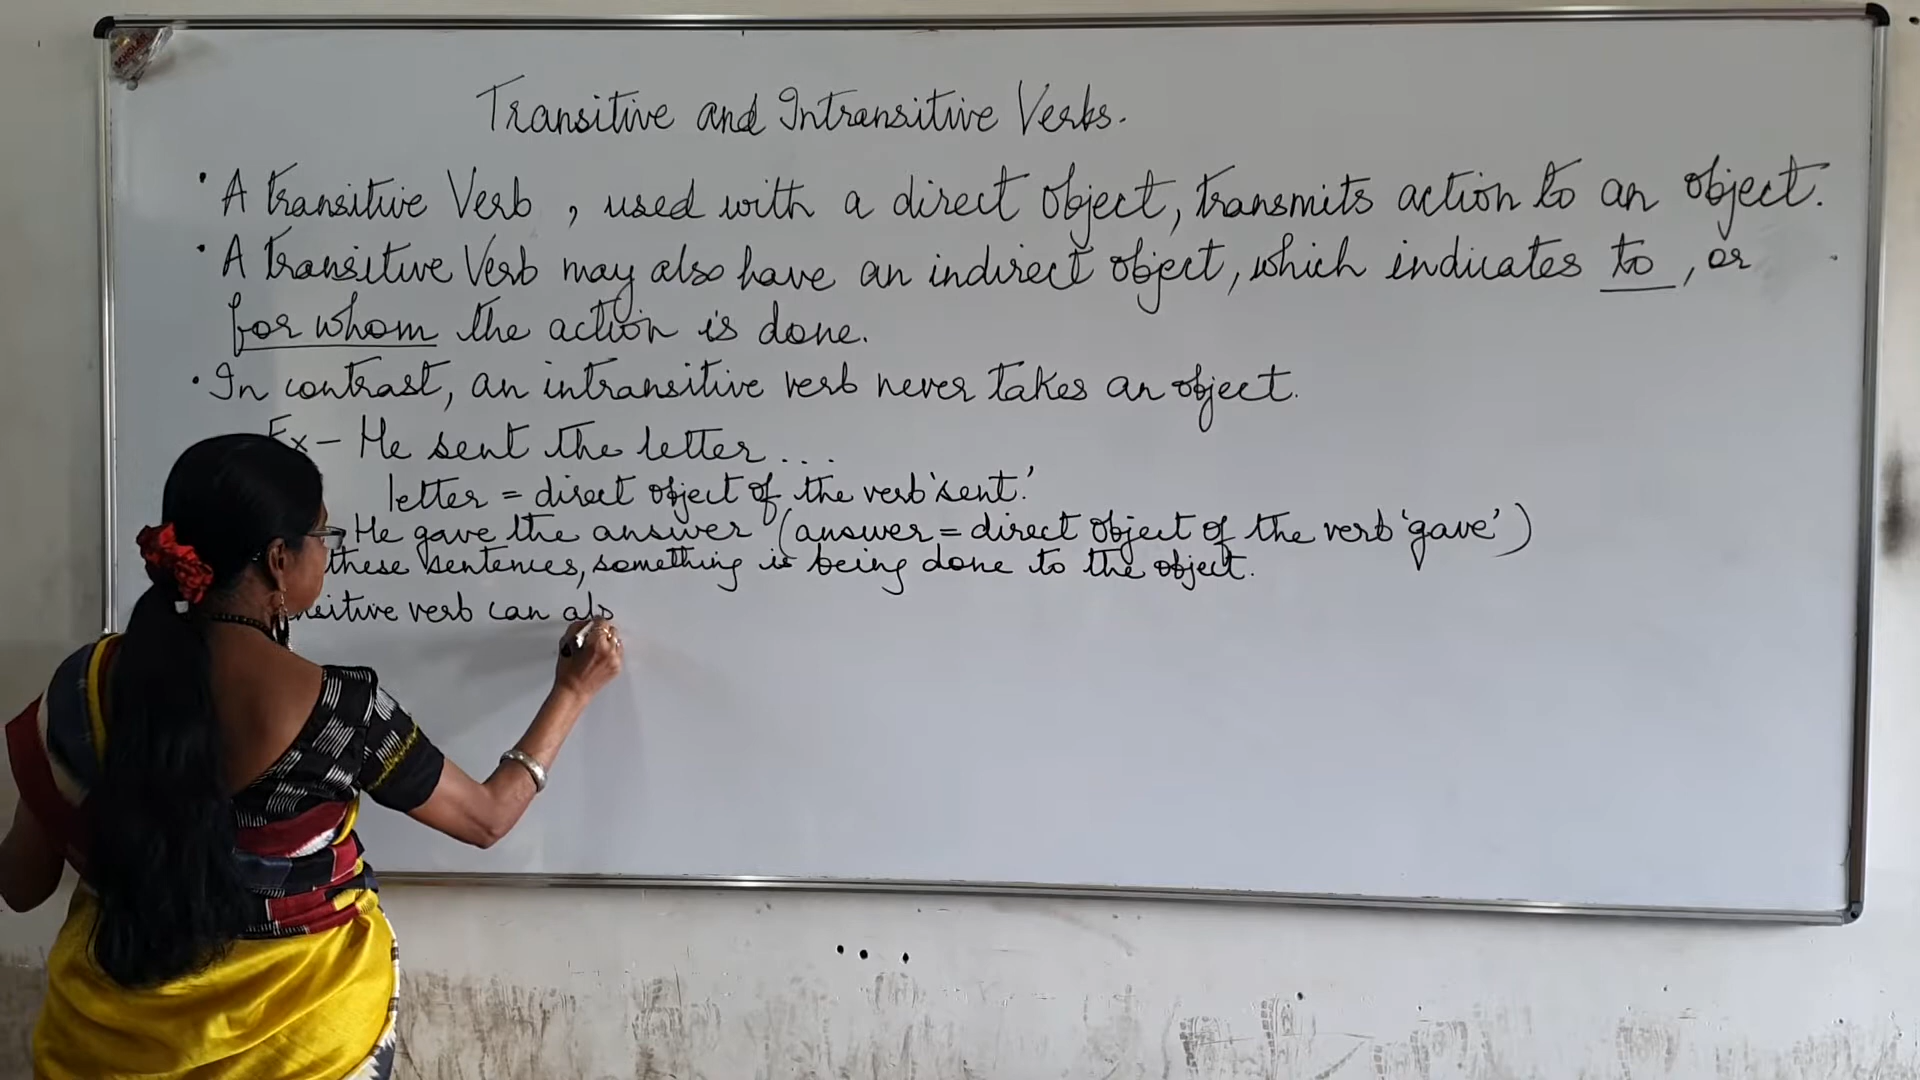 Transitive and Intransitive Verbs.
• A transitive Verb, used with a direct object, transmits action to an object.
• A transitive Verb may also have an indirect object, which indicates to, or
for whom the action is done.
• In contrast, an intransitive verb never takes an object.
Ex – He sent the letter...
letter = direct object of the verb 'sent.'
He gave the answer (answer = direct object of the verb 'gave')
these sentences, something is being done to the object.
nsitive verb can als